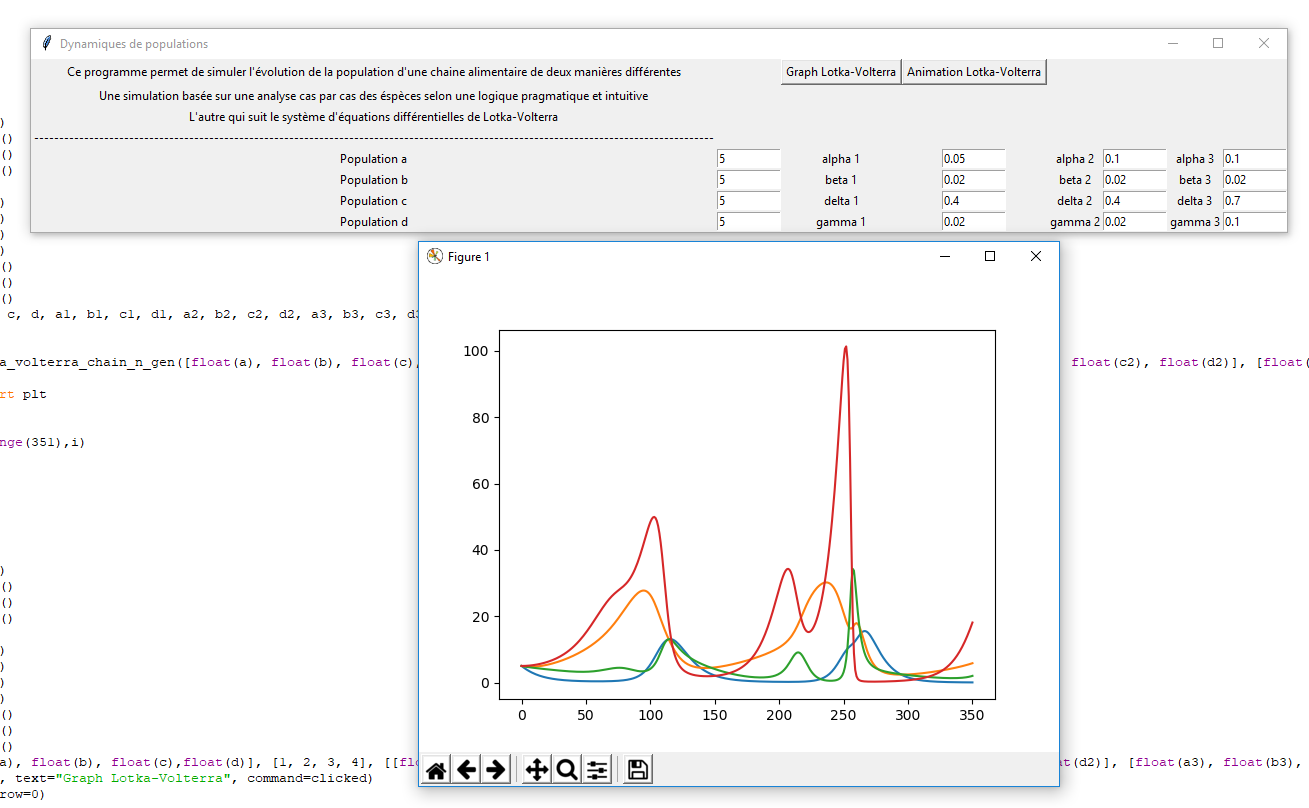 Dynamiques de populations
Ce programme permet de simuler l'évolution de la population d'une chaine alimentaire de deux manières différentes
Graph Lotka-Volterra Animation Lotka-Volterra
Une simulation basée sur une analyse cas par cas des éspèces selon une logique pragmatique et intuitive
L'autre qui suit le système d'équations différentielles de Lotka-Volterra
)
()
-----------------------------------------------------------------------------------------------
()
Population a 5 alpha 1 0.05 alpha 2 0.1 alpha 3 0.1
()
Population b 5 beta 1 0.02 beta 2 0.02 beta 3 0.02
)
Population c 5 delta 1 0.4 delta 2 0.4 delta 3 0.7
)
Population d 5 gamma 1 0.02 gamma 2 0.02 gamma 3 0.1
)
)
()
()
()
c, d, a1, b1, c1, d1, a2, b2, c2, d2, a3, b3, c3, d3
a_volterra_chain_n_gen([float(a), float(b), float(c), float(c2), float(d2)], [float(
rt plt
nge(351),i)
Figure 1
100
80
60
40
20
0
0 50 100 150 200 250 300 350
)
()
()
()
)
)
)
)
()
()
()
a), float(b), float(c),float(d)], [1, 2, 3, 4], [[flo t(d2)], [float(a3), float(b3),
, text="Graph Lotka-Volterra", command=clicked)
row=0)